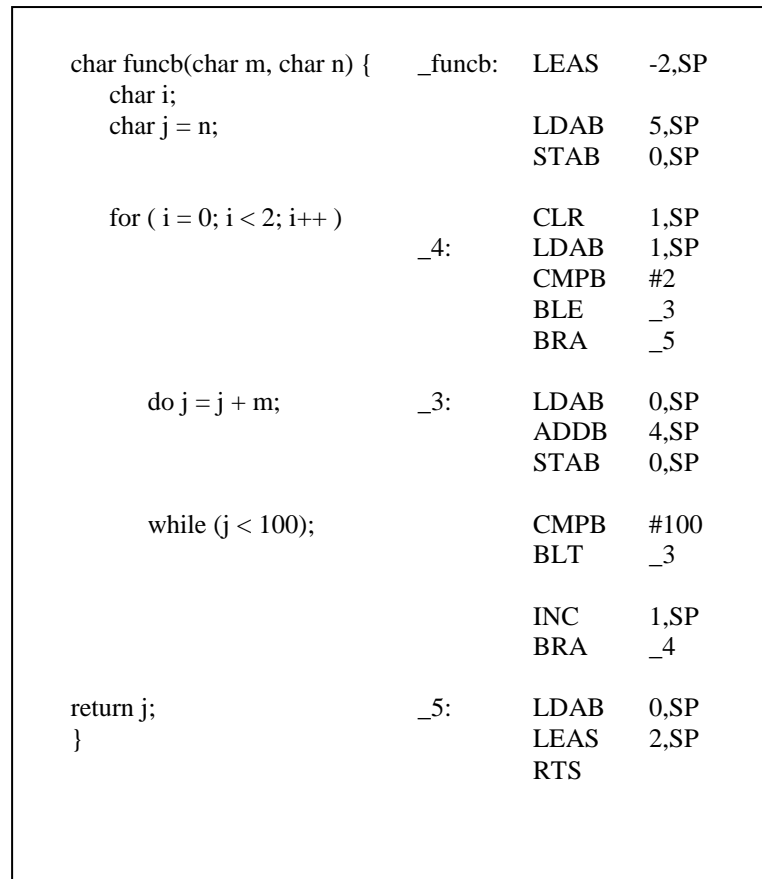 char funcb(char m, char n) { _funcb: LEAS -2,SP
char i;
char j = n; LDAB 5,SP
STAB 0,SP
for ( i = 0; i < 2; i++ ) CLR 1,SP
_4: LDAB 1,SP
CMPB #2
BLE _3
BRA _5
do j = j + m; _3: LDAB 0,SP
ADDB 4,SP
STAB 0,SP
while (j < 100); CMPB #100
BLT _3
INC 1,SP
BRA _4
return j; _5: LDAB 0,SP
} LEAS 2,SP
RTS